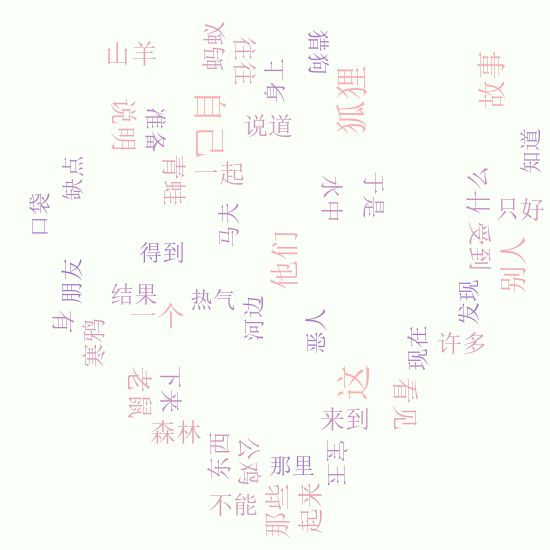 蚂蚁
往往
猎狗
山羊
身上
狐狸
故事
自己
说明
准备
说道
知道
缺点
青蛙
一起
水中
于是
什么
口袋
马夫
只好
受到
别人
得到
他们
朋友
结果
热气
发现
有
一个
河边
恶人
寒鸦
现在
许多
老鼠
下来
这
看见
来到
森林
东西
公鸡
那里
宝玉
不能
那些
起来